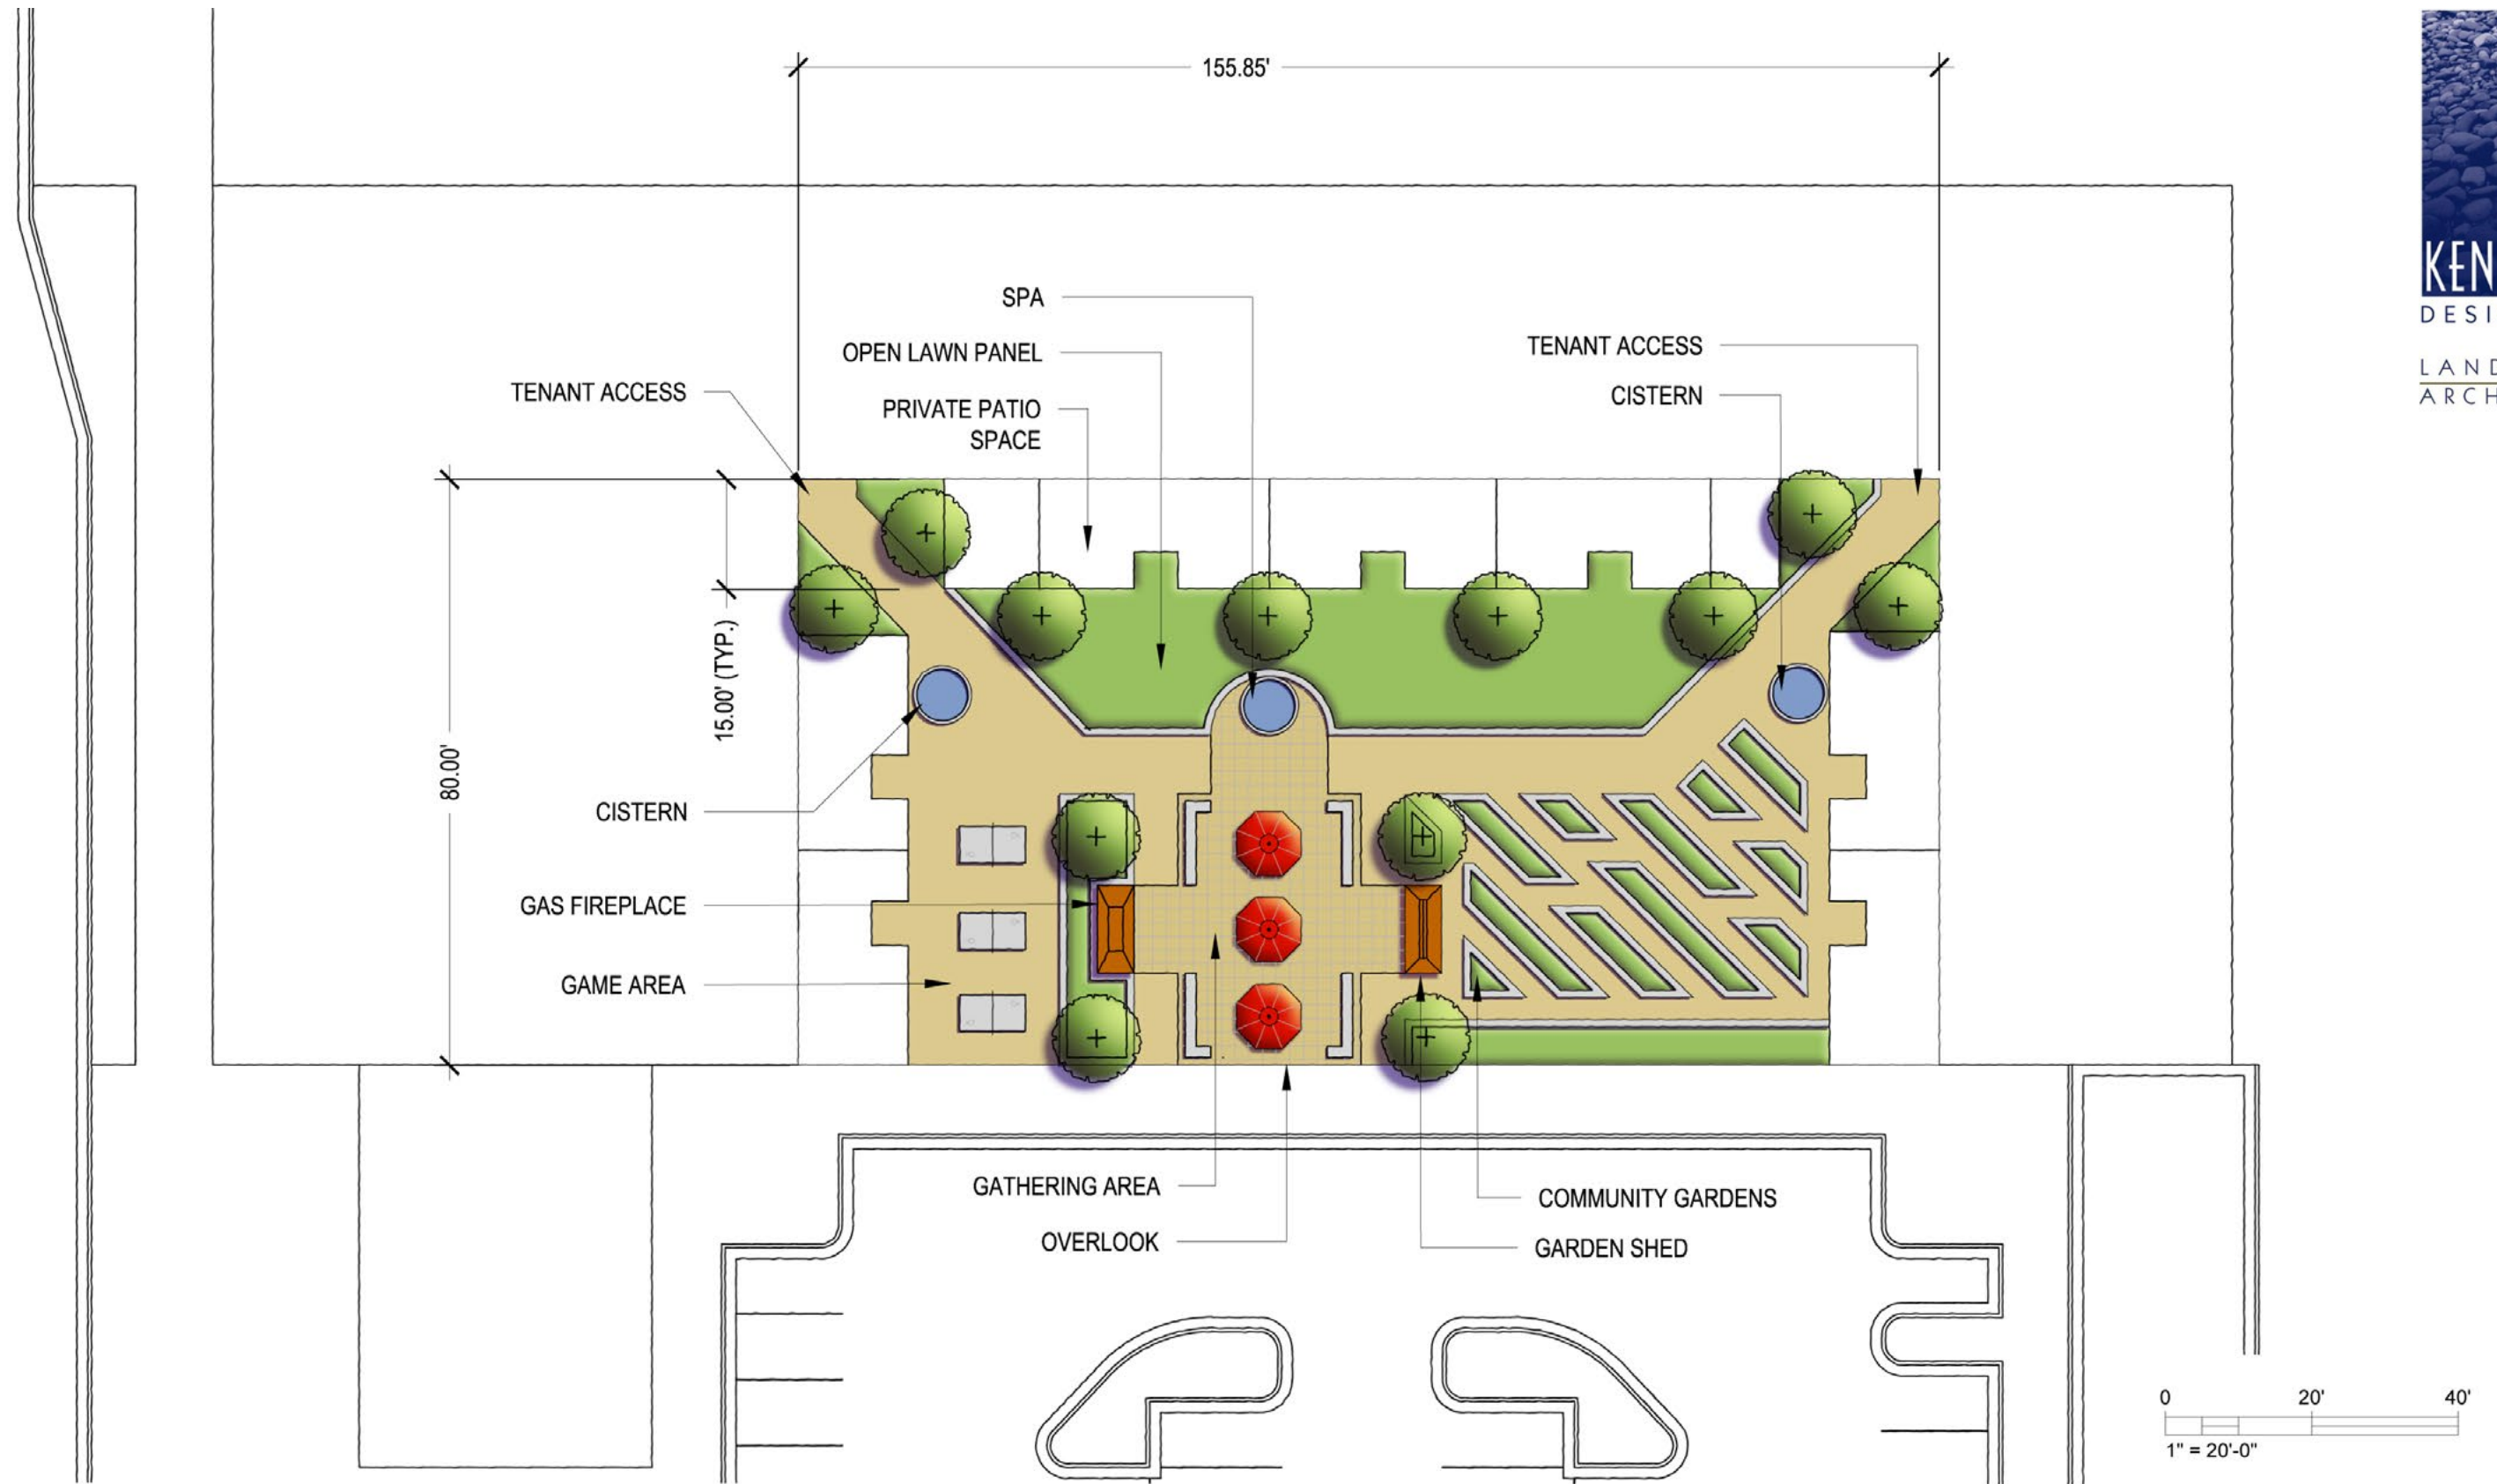 155.85'
KEN
DESI
LAND
ARCH
SPA
OPEN LAWN PANEL
TENANT ACCESS
TENANT ACCESS
CISTERN
PRIVATE PATIO
SPACE
15.00' (TYP.)
80.00'
CISTERN
GAS FIREPLACE
GAME AREA
GATHERING AREA
COMMUNITY GARDENS
OVERLOOK
GARDEN SHED
0 20' 40'
1" = 20'-0"